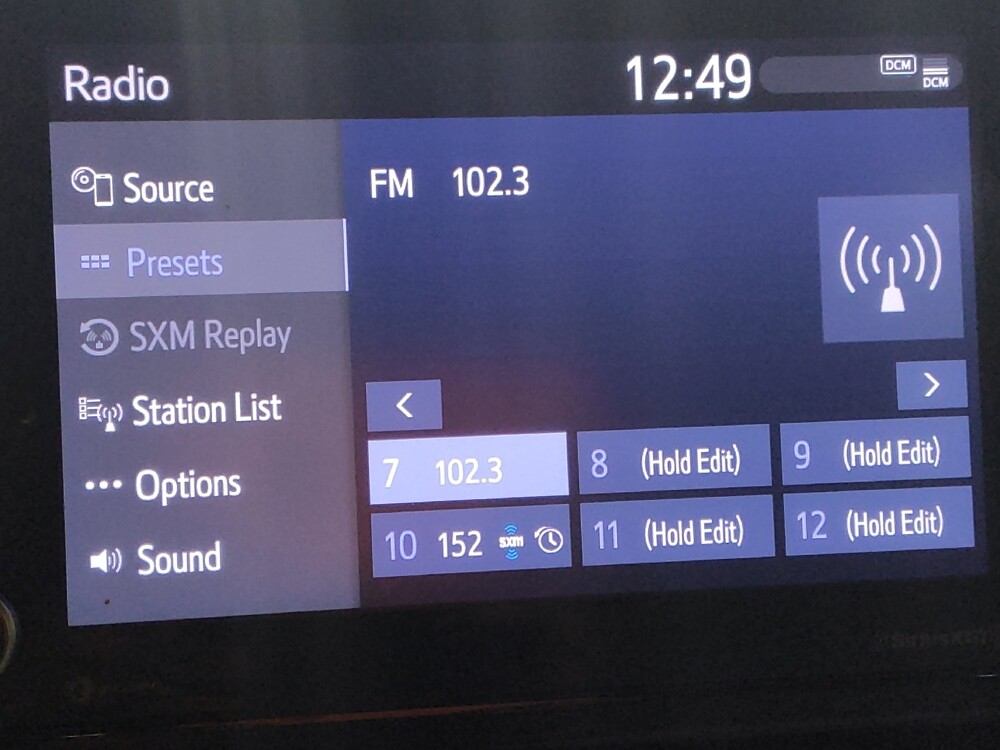 Radio
12:49
DCM
DCM
Source
FM 102.3
Presets
SXM Replay
Station List
Options
Sound
7 102.3
8 (Hold Edit)
9 (Hold Edit)
10 152 sxm
11 (Hold Edit)
12 (Hold Edit)